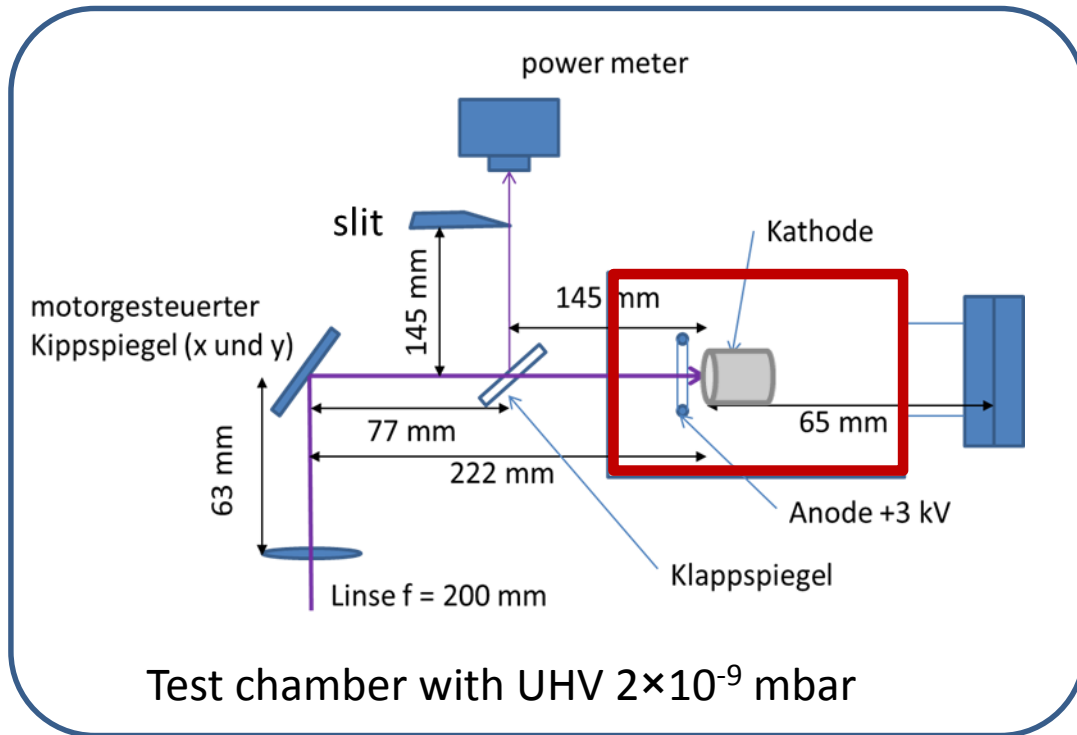 power meter
slit
Kathode
145 mm
145 mm
motorgesteuerter
Kippspiegel (x und y)
77 mm
65 mm
63 mm
222 mm
Anode +3 kV
Klappspiegel
Linse f = 200 mm
Test chamber with UHV 2×10⁻⁹ mbar